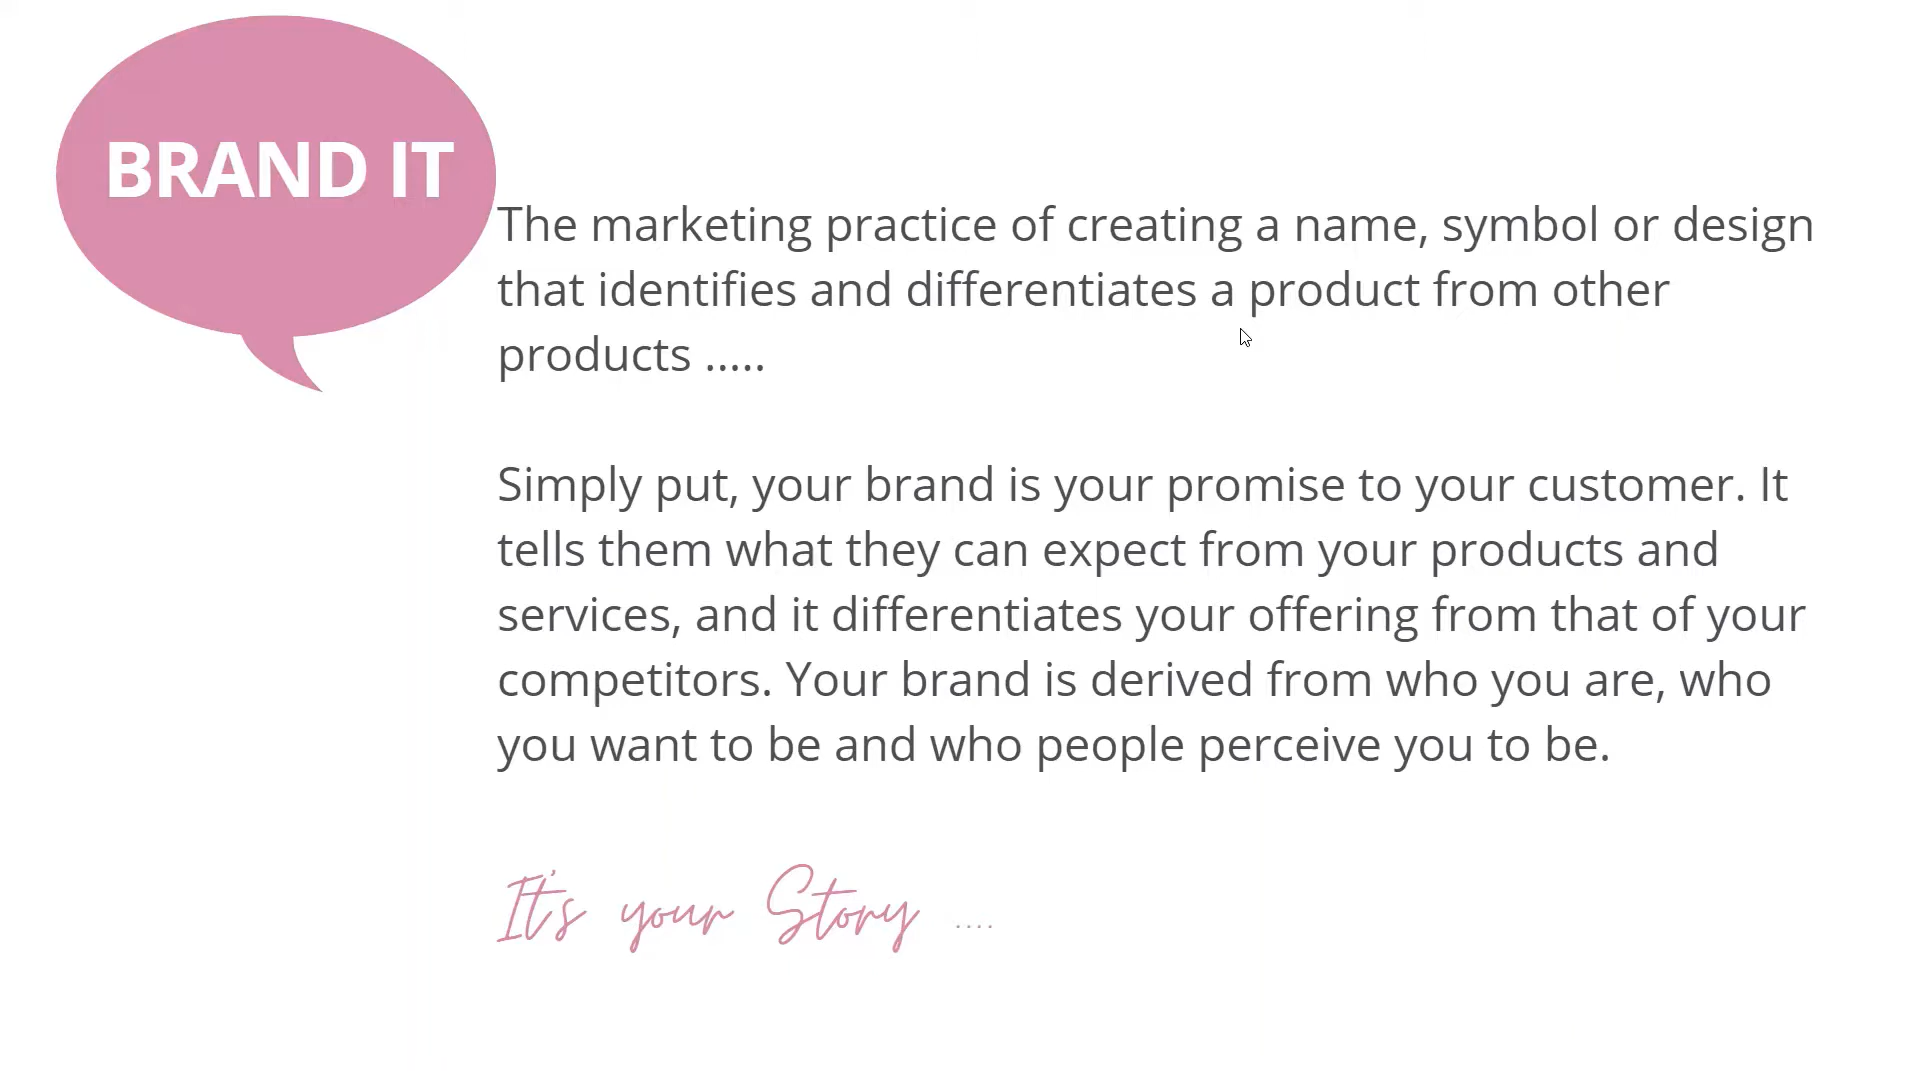 BRAND IT
The marketing practice of creating a name, symbol or design
that identifies and differentiates a product from other
products .....
Simply put, your brand is your promise to your customer. It
tells them what they can expect from your products and
services, and it differentiates your offering from that of your
competitors. Your brand is derived from who you are, who
you want to be and who people perceive you to be.
It's your Story ....